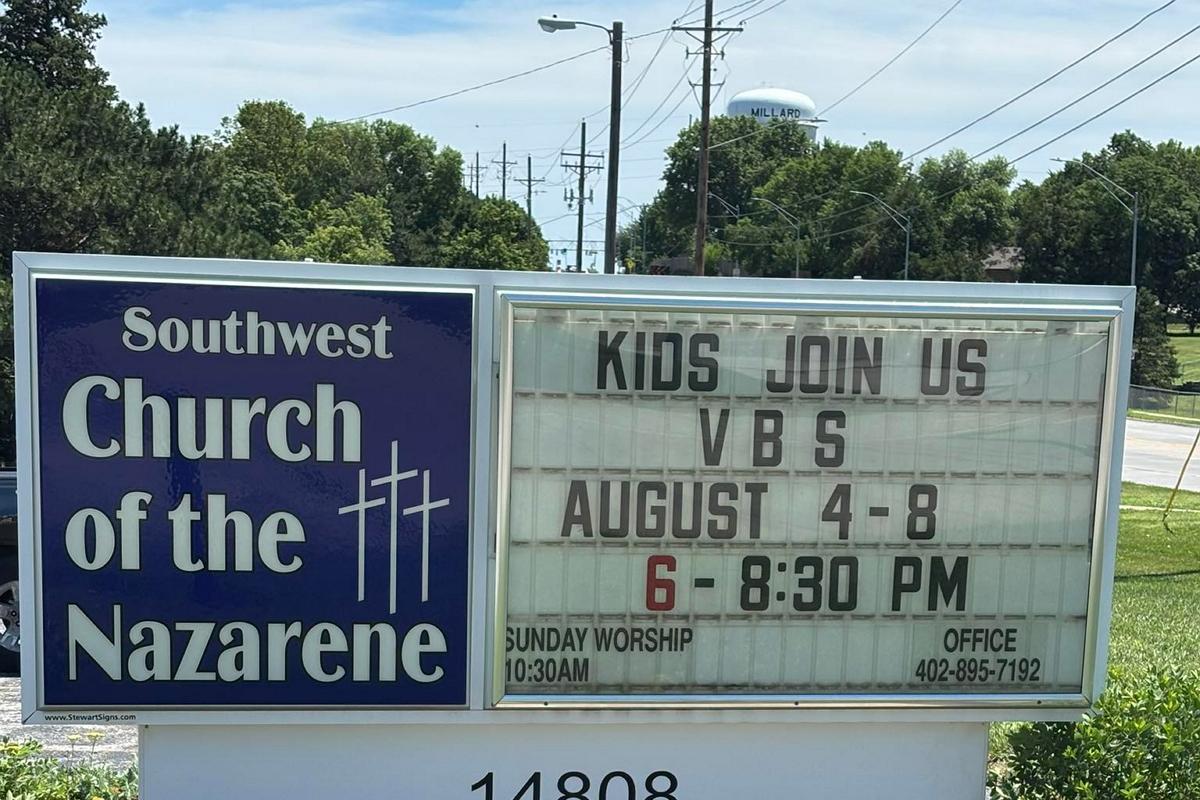 MILLARD
Southwest
Church
of the
Nazarene
www.StewartSigns.com
KIDS JOIN US
VBS
AUGUST 4-8
6-8:30 PM
SUNDAY WORSHIP
10:30AM
OFFICE
402-895-7192
14808